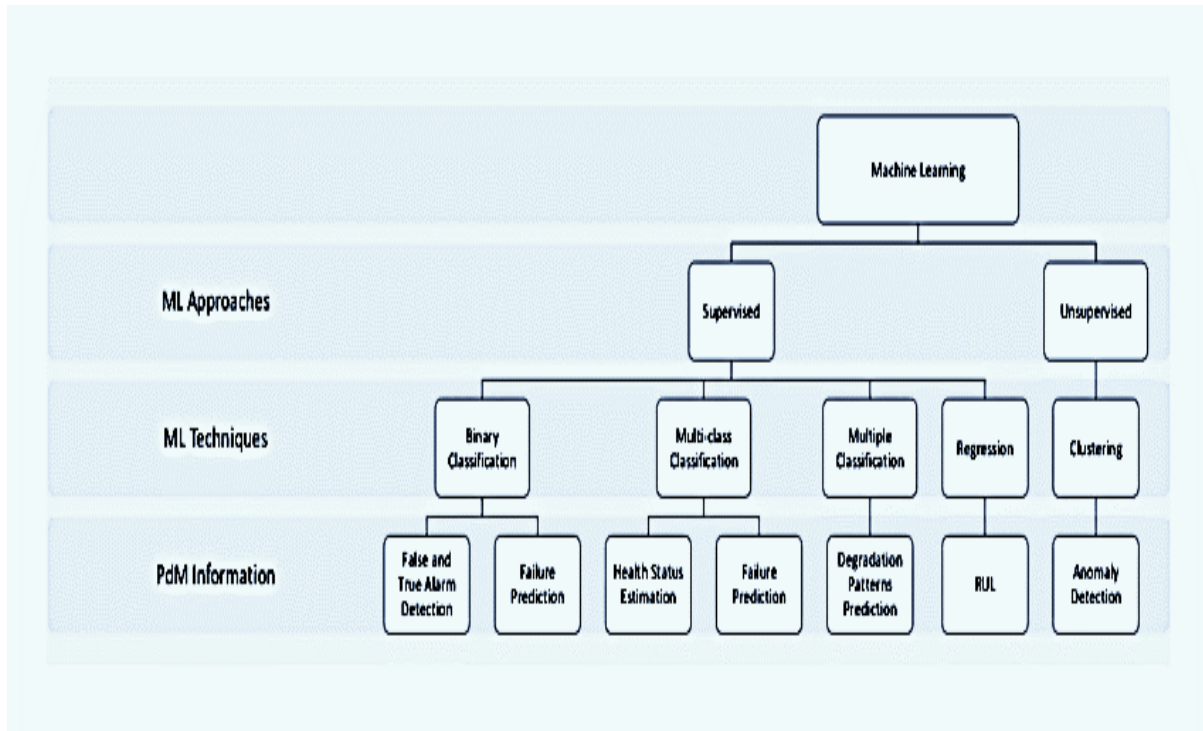 Machine Learning
ML Approaches
Supervised
Unsupervised
ML Techniques
Binary
Classification
Multi-class
Classification
Multiple
Classification
Regression
Clustering
PdM Information
False and
True Alarm
Detection
Failure
Prediction
Health Status
Estimation
Failure
Prediction
Degradation
Patterns
Prediction
RUL
Anomaly
Detection